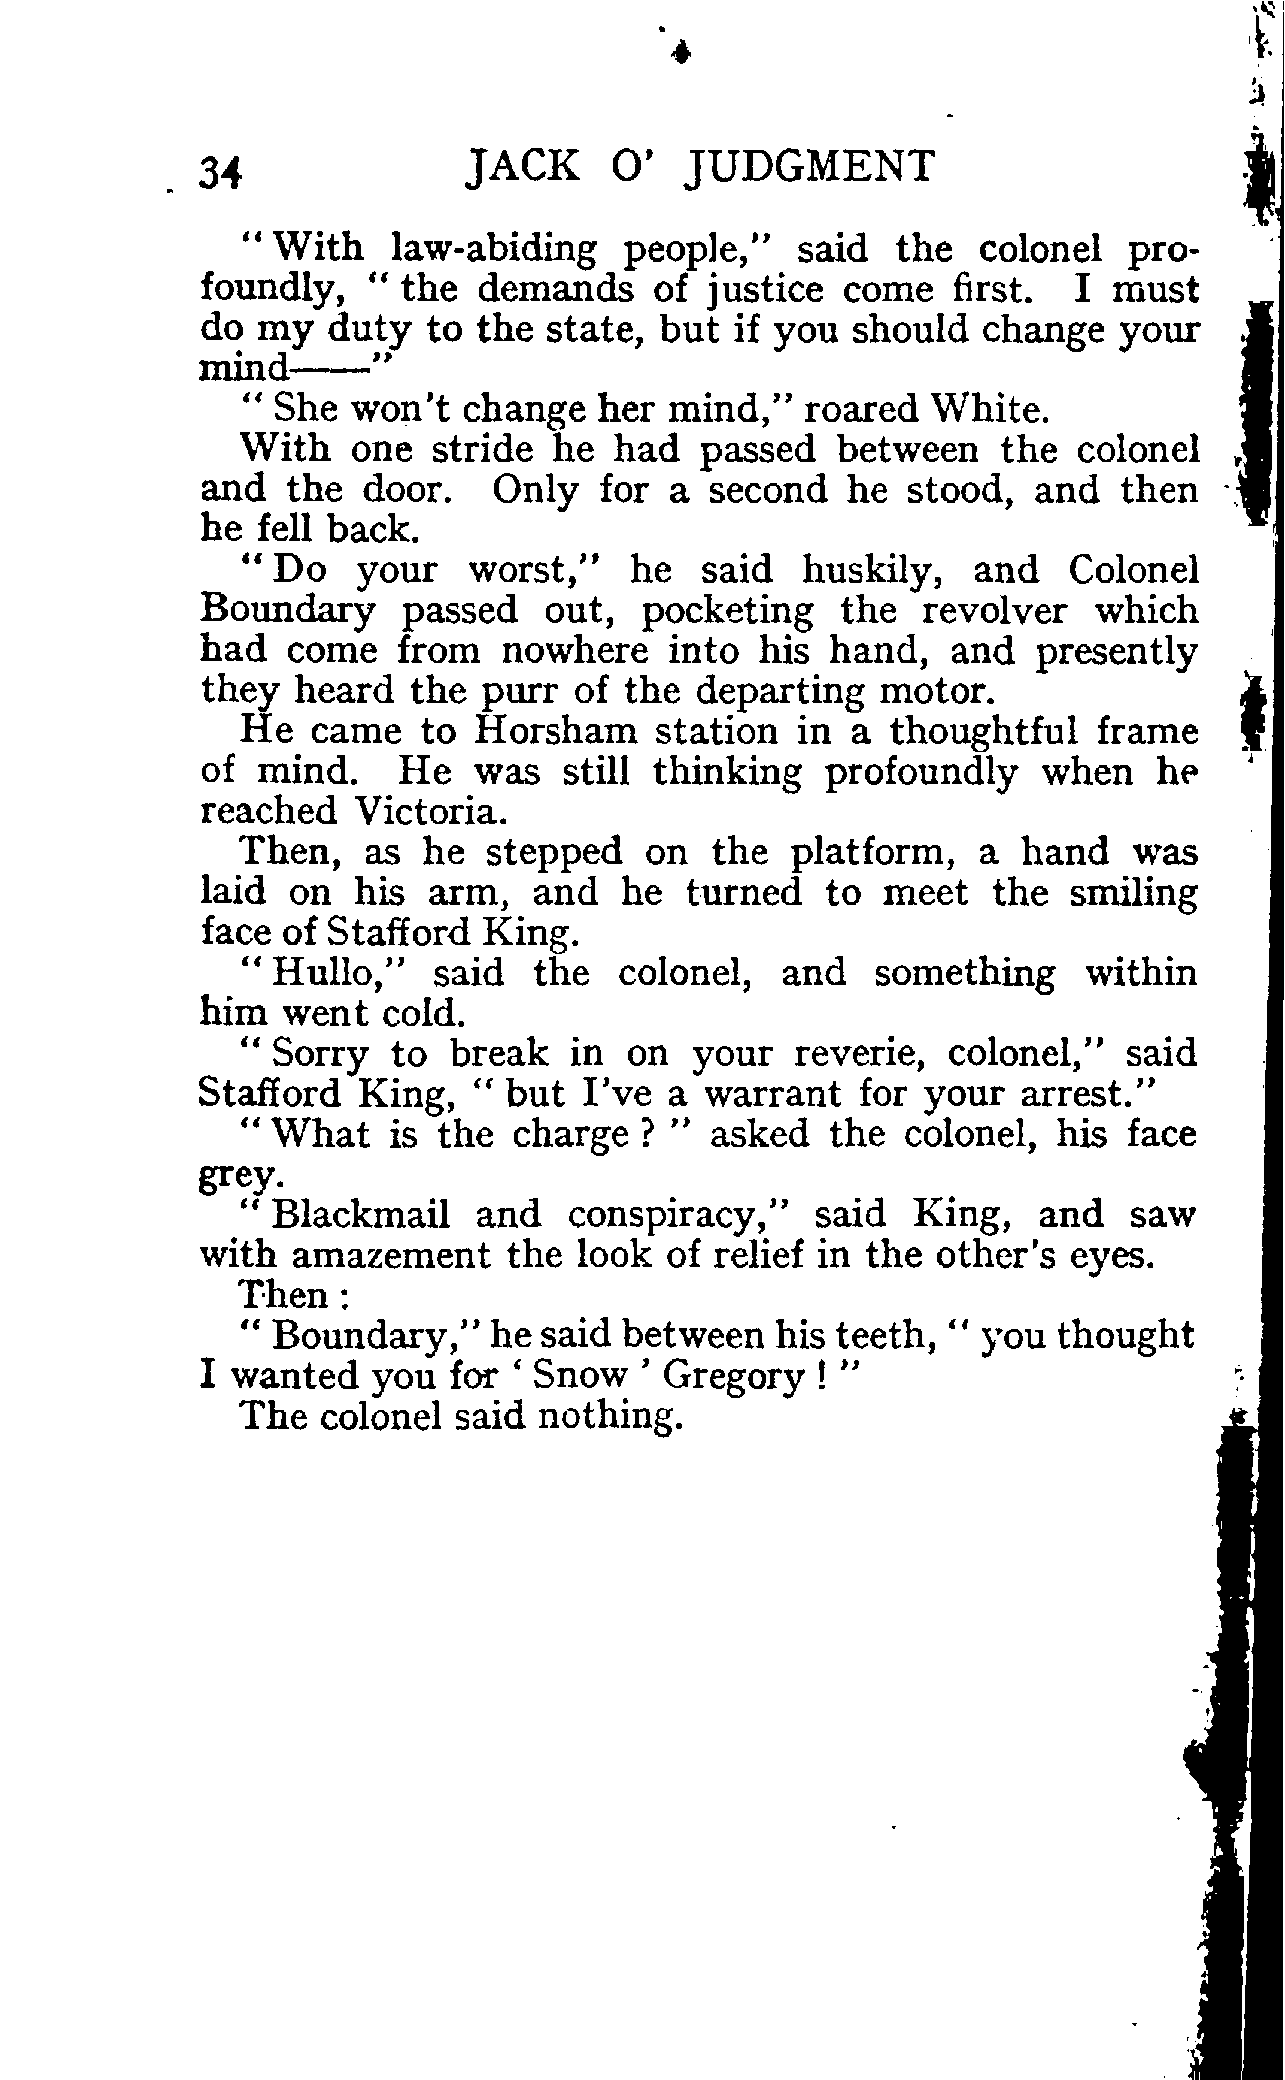 34 JACK O' JUDGMENT
"With law-abiding people," said the colonel pro-
foundly, "the demands of justice come first. I must
do my duty to the state, but if you should change your
mind——"
"She won't change her mind," roared White.
With one stride he had passed between the colonel
and the door. Only for a second he stood, and then
he fell back.
"Do your worst," he said huskily, and Colonel
Boundary passed out, pocketing the revolver which
had come from nowhere into his hand, and presently
they heard the purr of the departing motor.
He came to Horsham station in a thoughtful frame
of mind. He was still thinking profoundly when he
reached Victoria.
Then, as he stepped on the platform, a hand was
laid on his arm, and he turned to meet the smiling
face of Stafford King.
"Hullo," said the colonel, and something within
him went cold.
"Sorry to break in on your reverie, colonel," said
Stafford King, "but I've a warrant for your arrest."
"What is the charge?" asked the colonel, his face
grey.
"Blackmail and conspiracy," said King, and saw
with amazement the look of relief in the other's eyes.
Then:
"Boundary," he said between his teeth, "you thought
I wanted you for 'Snow' Gregory!"
The colonel said nothing.